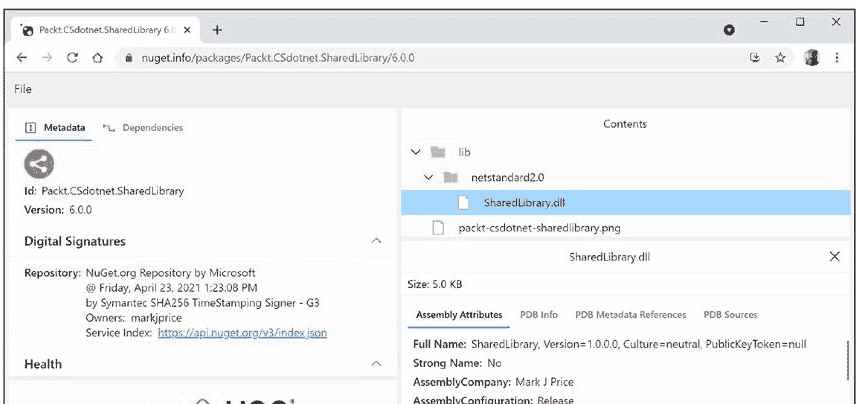 Packt.CSdotnet.SharedLibrary 6.0.
nuget.info/packages/Packt.CSdotnet.SharedLibrary/6.0.0
File
Metadata
Dependencies
Id: Packt.CSdotnet.SharedLibrary
Version: 6.0.0
Digital Signatures
Repository: NuGet.org Repository by Microsoft
@ Friday, April 23, 2021 1:23:08 PM
by Symantec SHA256 TimeStamping Signer - G3
Owners: markjprice
Service Index: https://api.nuget.org/v3/index.json
Health
Contents
lib
netstandard2.0
SharedLibrary.dll
packt-csdotnet-sharedlibrary.png
SharedLibrary.dll
Size: 5.0 KB
Assembly Attributes
PDB Info
PDB Metadata References
PDB Sources
Full Name: SharedLibrary, Version=1.0.0.0, Culture=neutral, PublicKeyToken=null
Strong Name: No
AssemblyCompany: Mark J Price
AssemblyConfiguration: Release